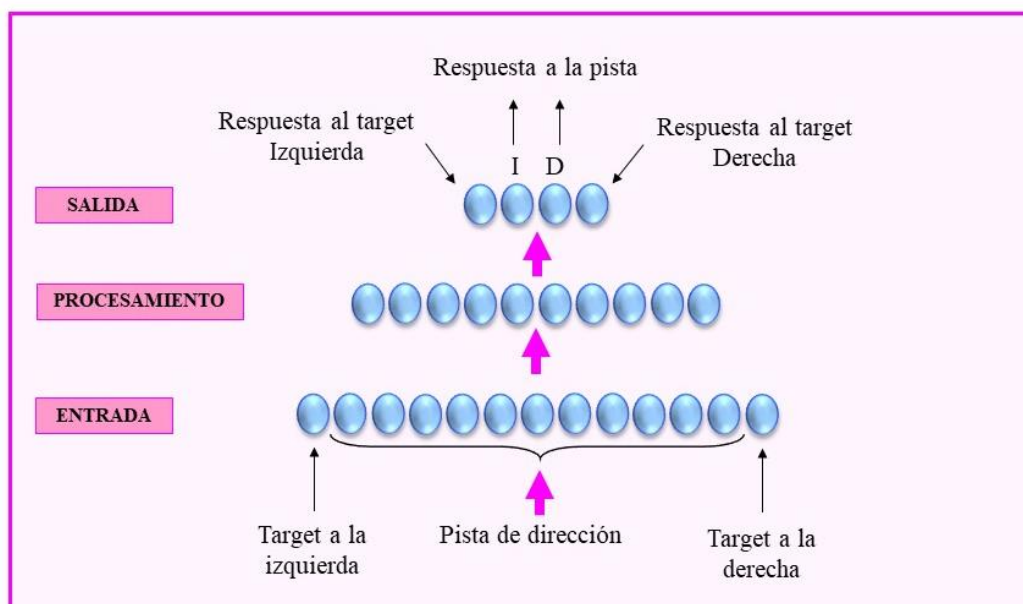 Respuesta a la pista
Respuesta al target
Izquierda
Respuesta al target
Derecha
I D
SALIDA
PROCESAMIENTO
ENTRADA
Target a la
izquierda
Pista de dirección
Target a la
derecha